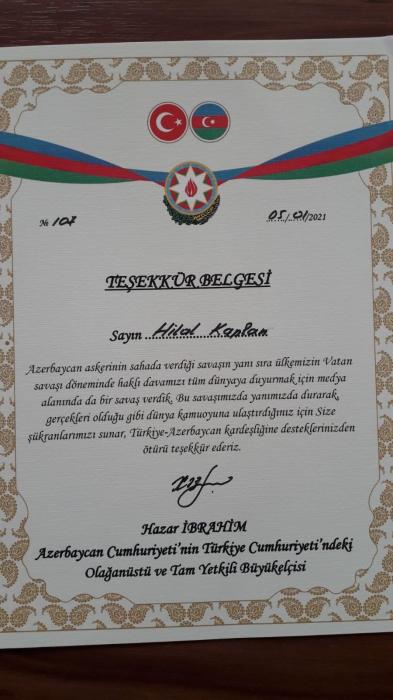 № 107 05/01/2021
TEŞEKKÜR BELGESİ
Sayın Hilal Kaplan
Azerbaycan askerinin sahada verdiği savaşın yanı sıra ülkemizin Vatan
savaşı döneminde haklı davamızı tüm dünyaya duyurmak için medya
alanında da bir savaş verdik. Bu savaşımızda yanımızda durarak,
gerçekleri olduğu gibi dünya kamuoyuna ulaştırdığınız için Size
şükranlarımızı sunar, Türkiye-Azerbaycan kardeşliğine desteklerinizden
ötürü teşekkür ederiz.
Hazar İBRAHİM
Azerbaycan Cumhuriyeti'nin Türkiye Cumhuriyeti'ndeki
Olağanüstü ve Tam Yetkili Büyükelçisi